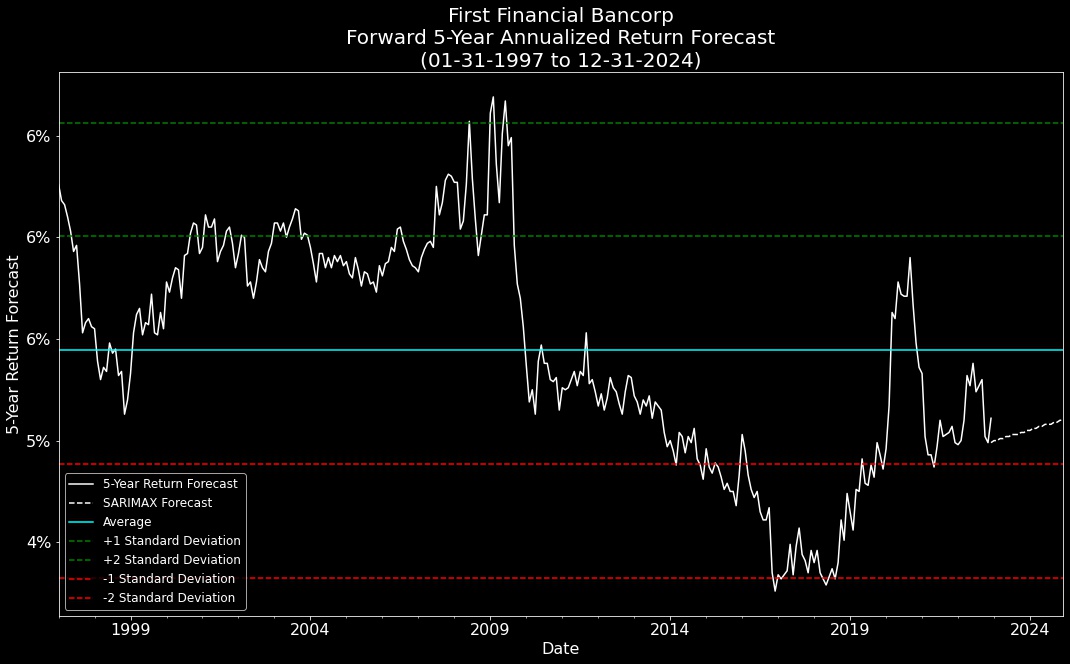 First Financial Bancorp
Forward 5-Year Annualized Return Forecast
(01-31-1997 to 12-31-2024)
5-Year Return Forecast
6%
6%
6%
5%
4%
5-Year Return Forecast
SARIMAX Forecast
Average
+1 Standard Deviation
+2 Standard Deviation
-1 Standard Deviation
-2 Standard Deviation
1999 2004 2009 2014 2019 2024
Date